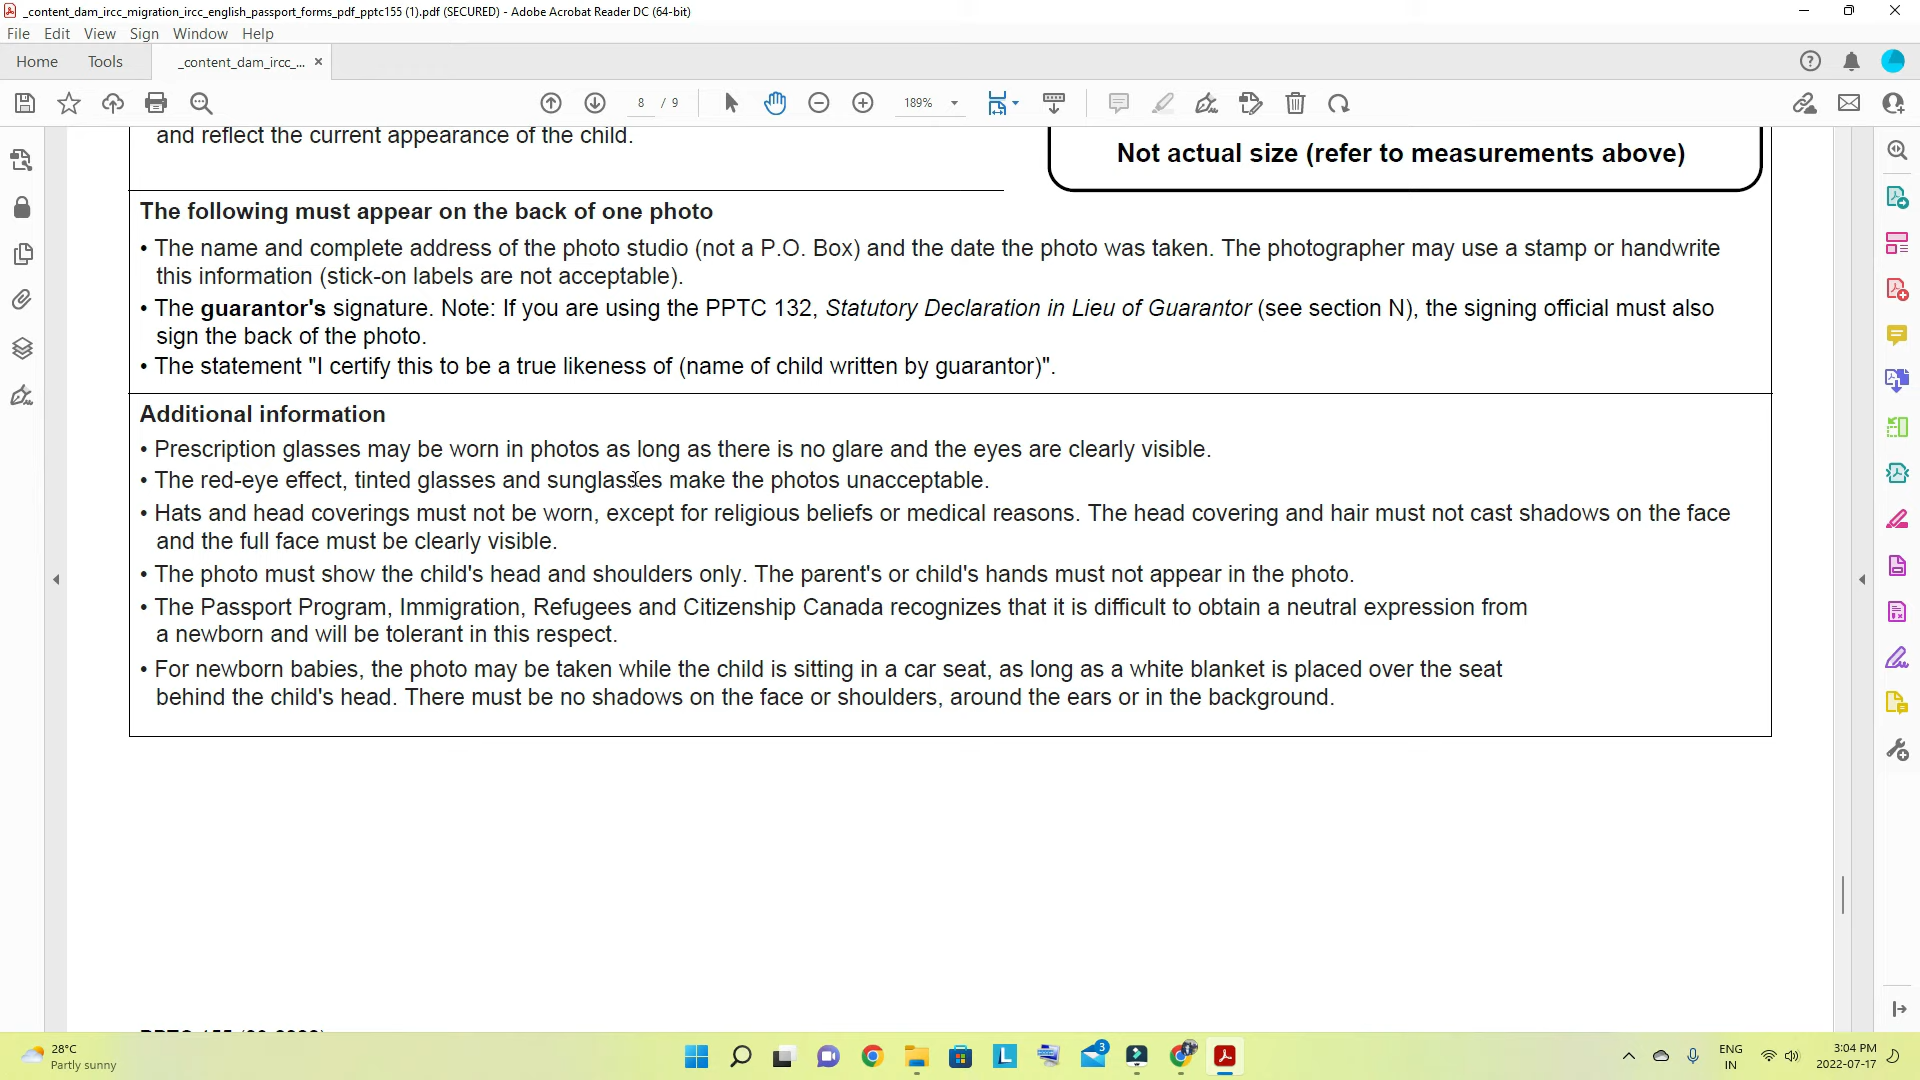 _content_dam_ircc_migration_ircc_english_passport_forms_pdf_pptc155 (1).pdf (SECURED) - Adobe Acrobat Reader DC (64-bit)
File Edit View Sign Window Help
Home Tools _content_dam_ircc_...
8 / 9 189%
and reflect the current appearance of the child.
Not actual size (refer to measurements above)
The following must appear on the back of one photo
• The name and complete address of the photo studio (not a P.O. Box) and the date the photo was taken. The photographer may use a stamp or handwrite
this information (stick-on labels are not acceptable).
• The guarantor's signature. Note: If you are using the PPTC 132, Statutory Declaration in Lieu of Guarantor (see section N), the signing official must also
sign the back of the photo.
• The statement "I certify this to be a true likeness of (name of child written by guarantor)".
Additional information
• Prescription glasses may be worn in photos as long as there is no glare and the eyes are clearly visible.
• The red-eye effect, tinted glasses and sunglasses make the photos unacceptable.
• Hats and head coverings must not be worn, except for religious beliefs or medical reasons. The head covering and hair must not cast shadows on the face
and the full face must be clearly visible.
• The photo must show the child's head and shoulders only. The parent's or child's hands must not appear in the photo.
• The Passport Program, Immigration, Refugees and Citizenship Canada recognizes that it is difficult to obtain a neutral expression from
a newborn and will be tolerant in this respect.
• For newborn babies, the photo may be taken while the child is sitting in a car seat, as long as a white blanket is placed over the seat
behind the child's head. There must be no shadows on the face or shoulders, around the ears or in the background.
28°C
Partly sunny
3
ENG
IN
3:04 PM
2022-07-17